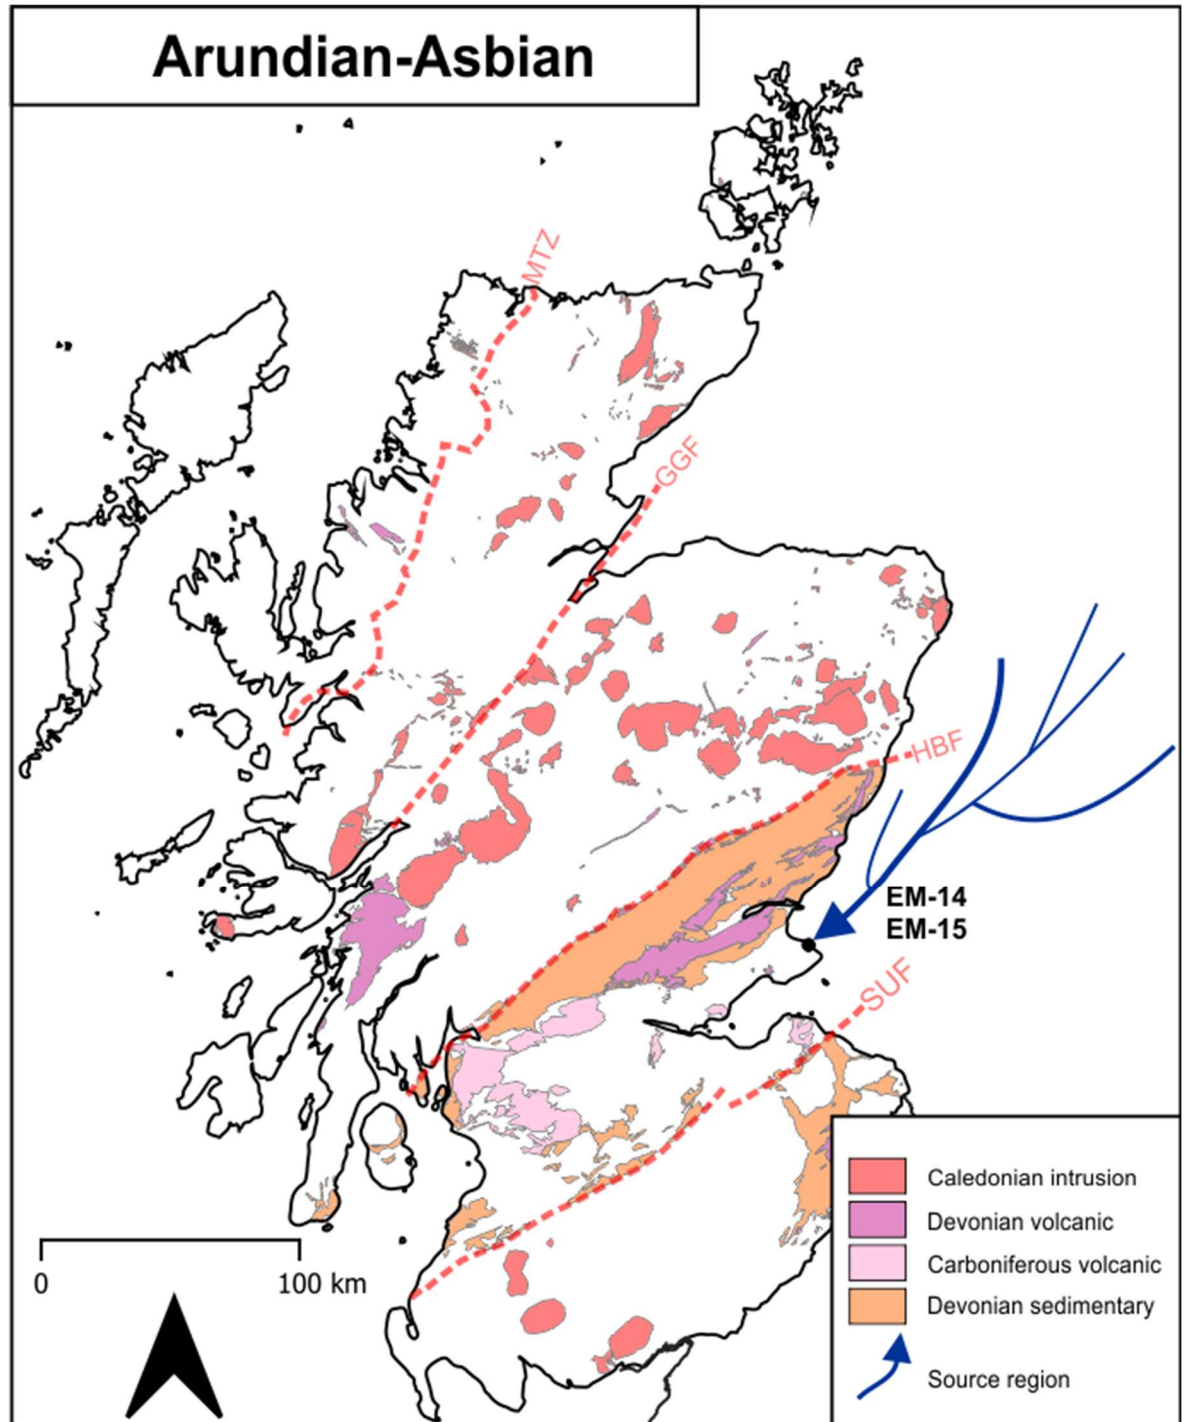 Arundian-Asbian
MTZ
GGF
HBF
EM-14
EM-15
SUF
Caledonian intrusion
Devonian volcanic
Carboniferous volcanic
Devonian sedimentary
Source region
0 100 km